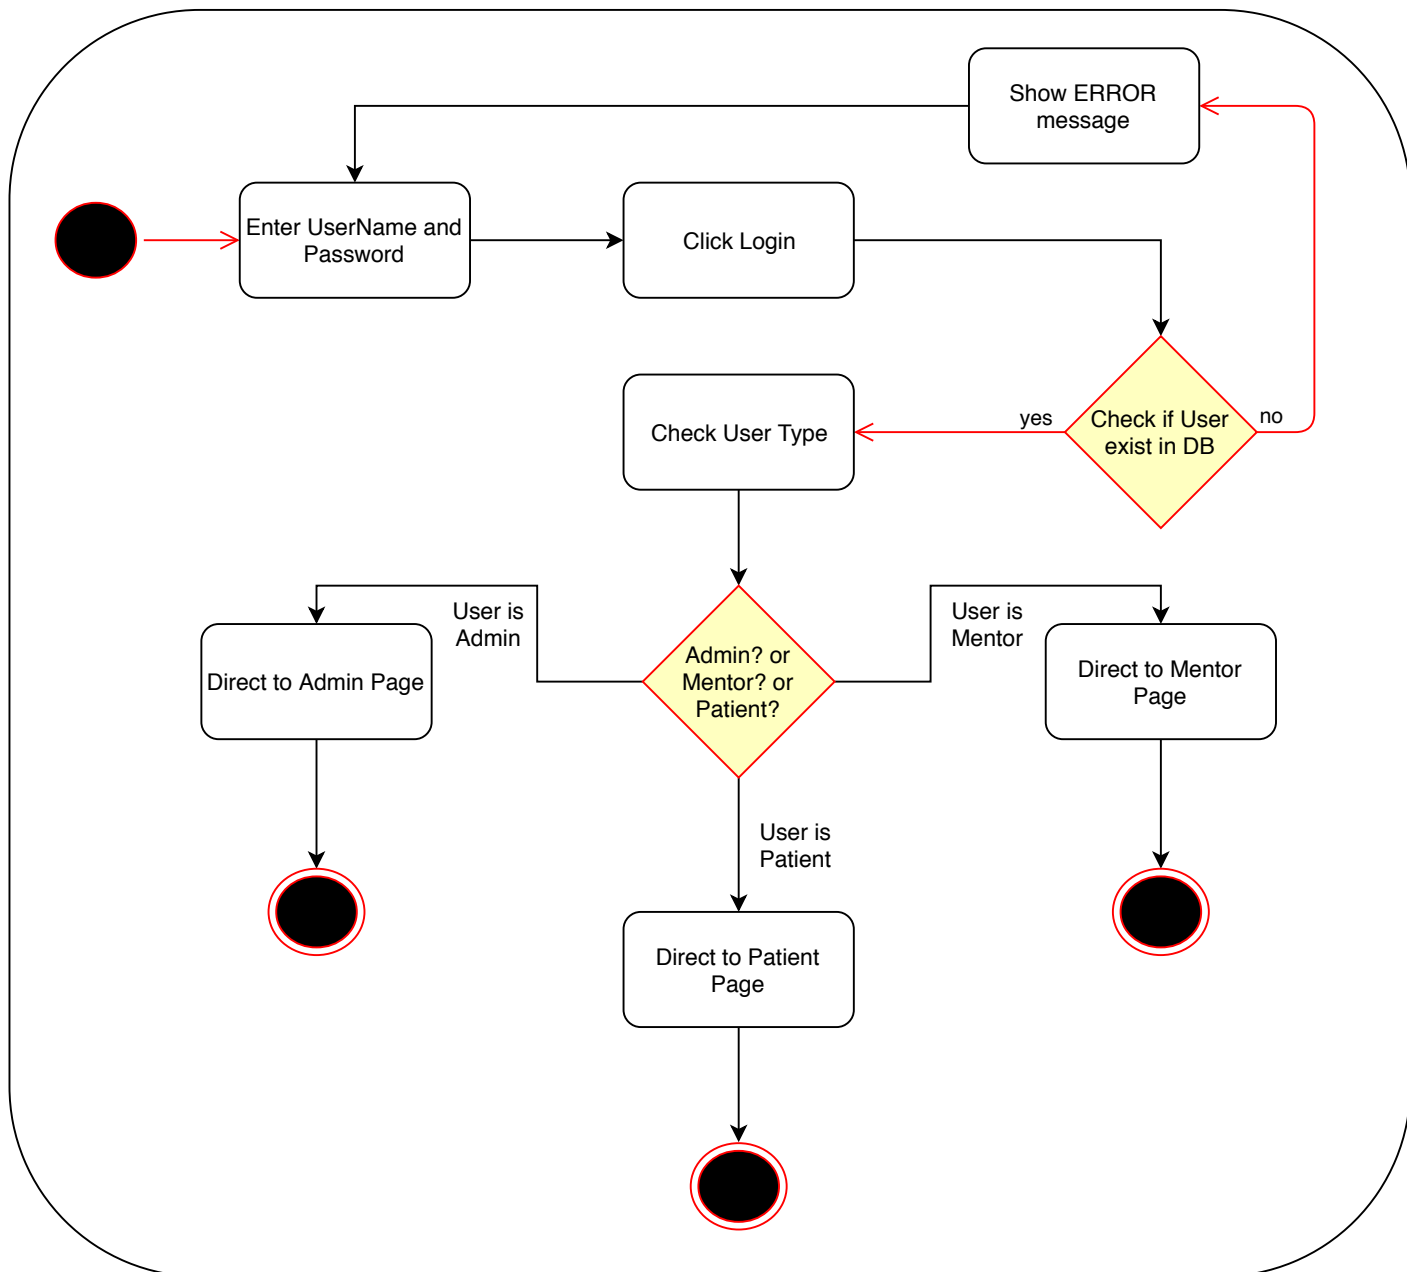 Show ERROR
message
Enter UserName and
Password
Click Login
Check User Type
yes
Check if User
exist in DB
no
User is
Admin
User is
Mentor
Direct to Admin Page
Admin? or
Mentor? or
Patient?
Direct to Mentor
Page
User is
Patient
Direct to Patient
Page